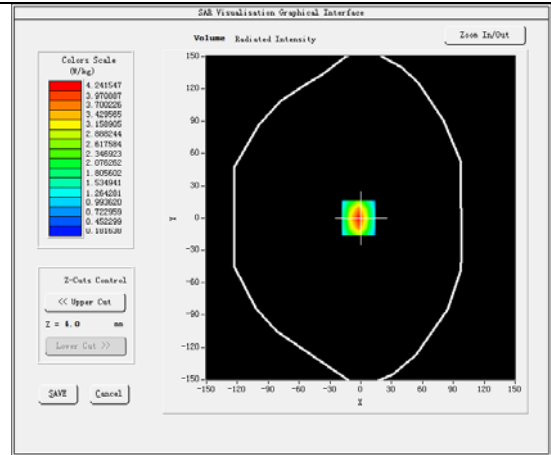 SAR Visualisation Graphical Interface
Volume Radiated Intensity
Zoom In/Out
Colors Scale
(W/kg)
4.241547
3.970887
3.700226
3.429565
3.158905
2.888244
2.617584
2.346923
2.076262
1.805602
1.534941
1.264281
0.993620
0.722959
0.452299
0.181638
Z-Cuts Control
<< Upper Cut
Z = 4.0 mm
Lower Cut >>
SAVE
Cancel
150
120
90
60
30
0
-30
-60
-90
-120
-150
Y
-150 -120 -90 -60 -30 0 30 60 90 120 150
X